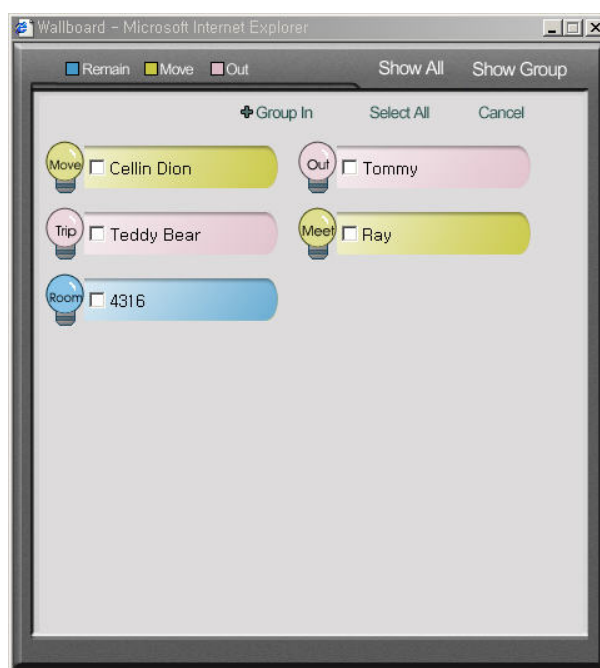 Wallboard - Microsoft Internet Explorer
Remain Move Out Show All Show Group
Group In Select All Cancel
Move Cellin Dion Out Tommy
Trip Teddy Bear Meet Ray
Room 4316